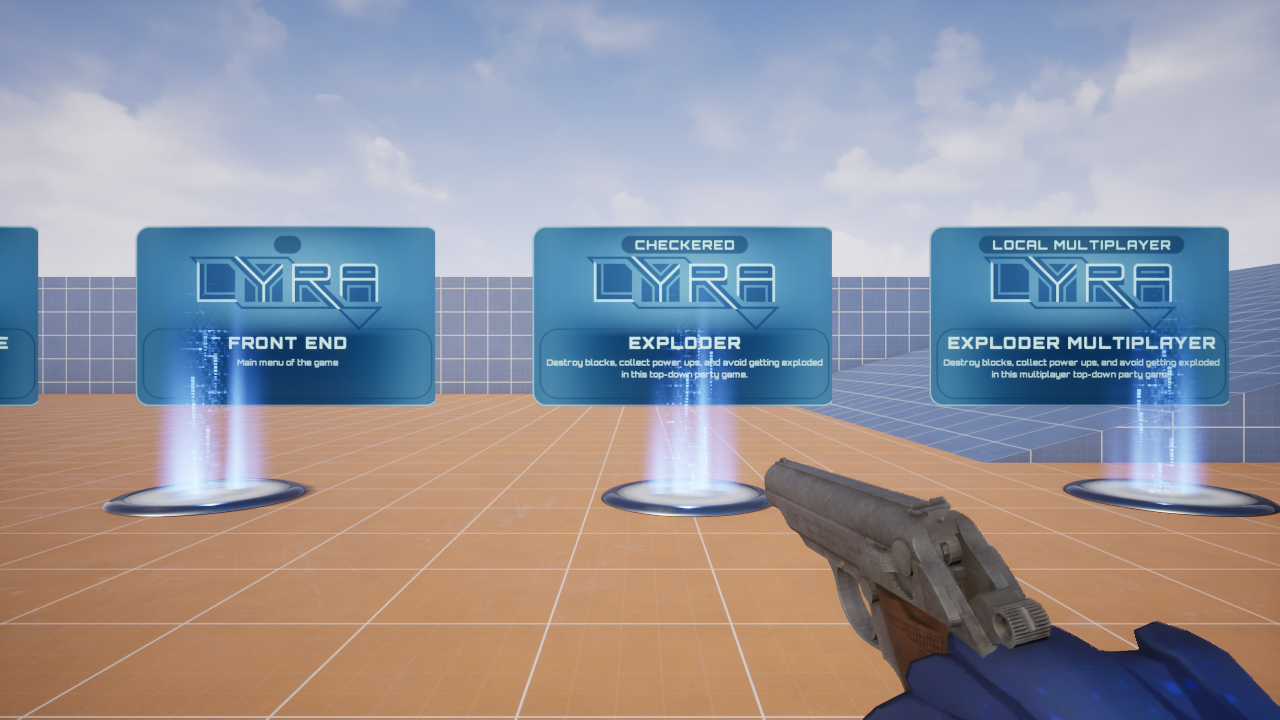 E
LYRA
FRONT END
Main menu of the game
CHECKERED
LYRA
EXPLODER
Destroy blocks, collect power ups, and avoid getting exploded
in this top-down party game.
LOCAL MULTIPLAYER
LYRA
EXPLODER MULTIPLAYER
Destroy blocks, collect power ups, and avoid getting exploded
in this multiplayer top-down party game.